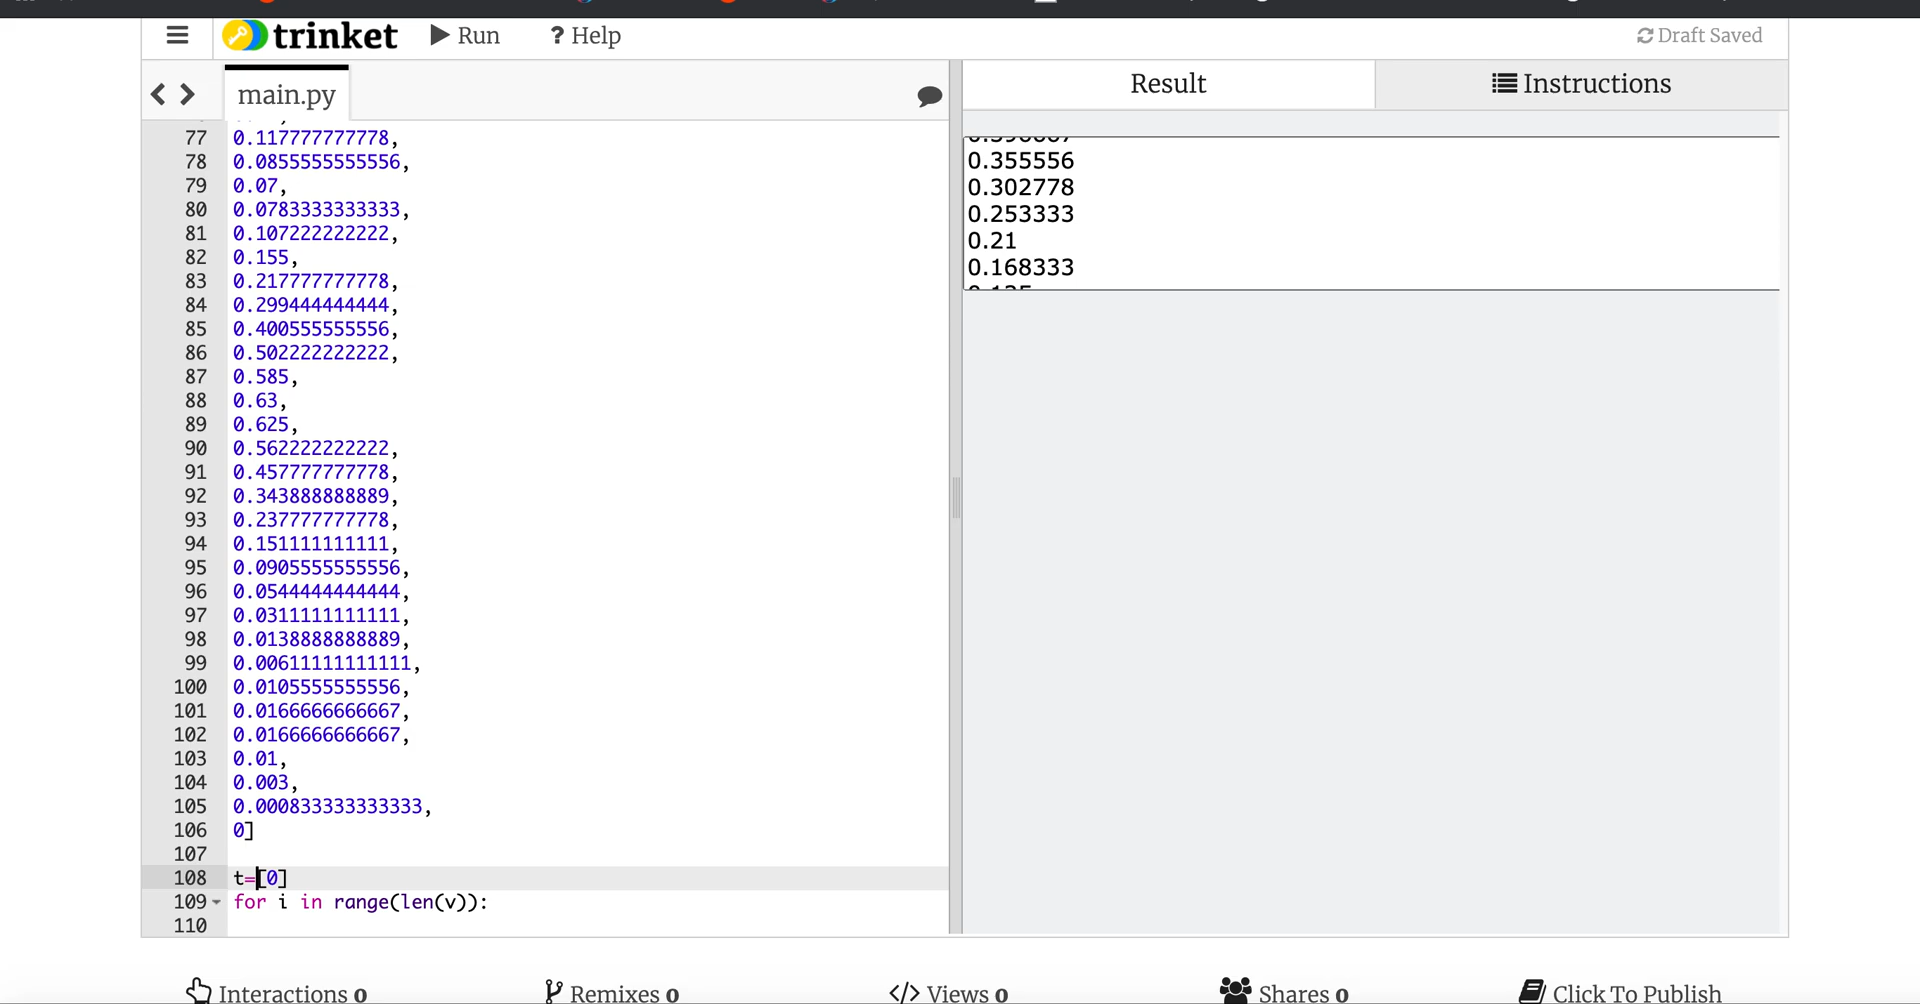 trinket
Run
? Help
Draft Saved
main.py
Result
Instructions
77 0.117777777778,
78 0.0855555555556,
79 0.07,
80 0.0783333333333,
81 0.107222222222,
82 0.155,
83 0.217777777778,
84 0.299444444444,
85 0.400555555556,
86 0.502222222222,
87 0.585,
88 0.63,
89 0.625,
90 0.562222222222,
91 0.457777777778,
92 0.343888888889,
93 0.237777777778,
94 0.151111111111,
95 0.0905555555556,
96 0.0544444444444,
97 0.0311111111111,
98 0.0138888888889,
99 0.00611111111111,
100 0.0105555555556,
101 0.0166666666667,
102 0.0166666666667,
103 0.01,
104 0.003,
105 0.000833333333333,
106 0]
107
108 t=[0]
109 for i in range(len(v)):
110
0.355556
0.302778
0.253333
0.21
0.168333
Interactions 0
Remixes 0
</> Views 0
Shares 0
Click To Publish